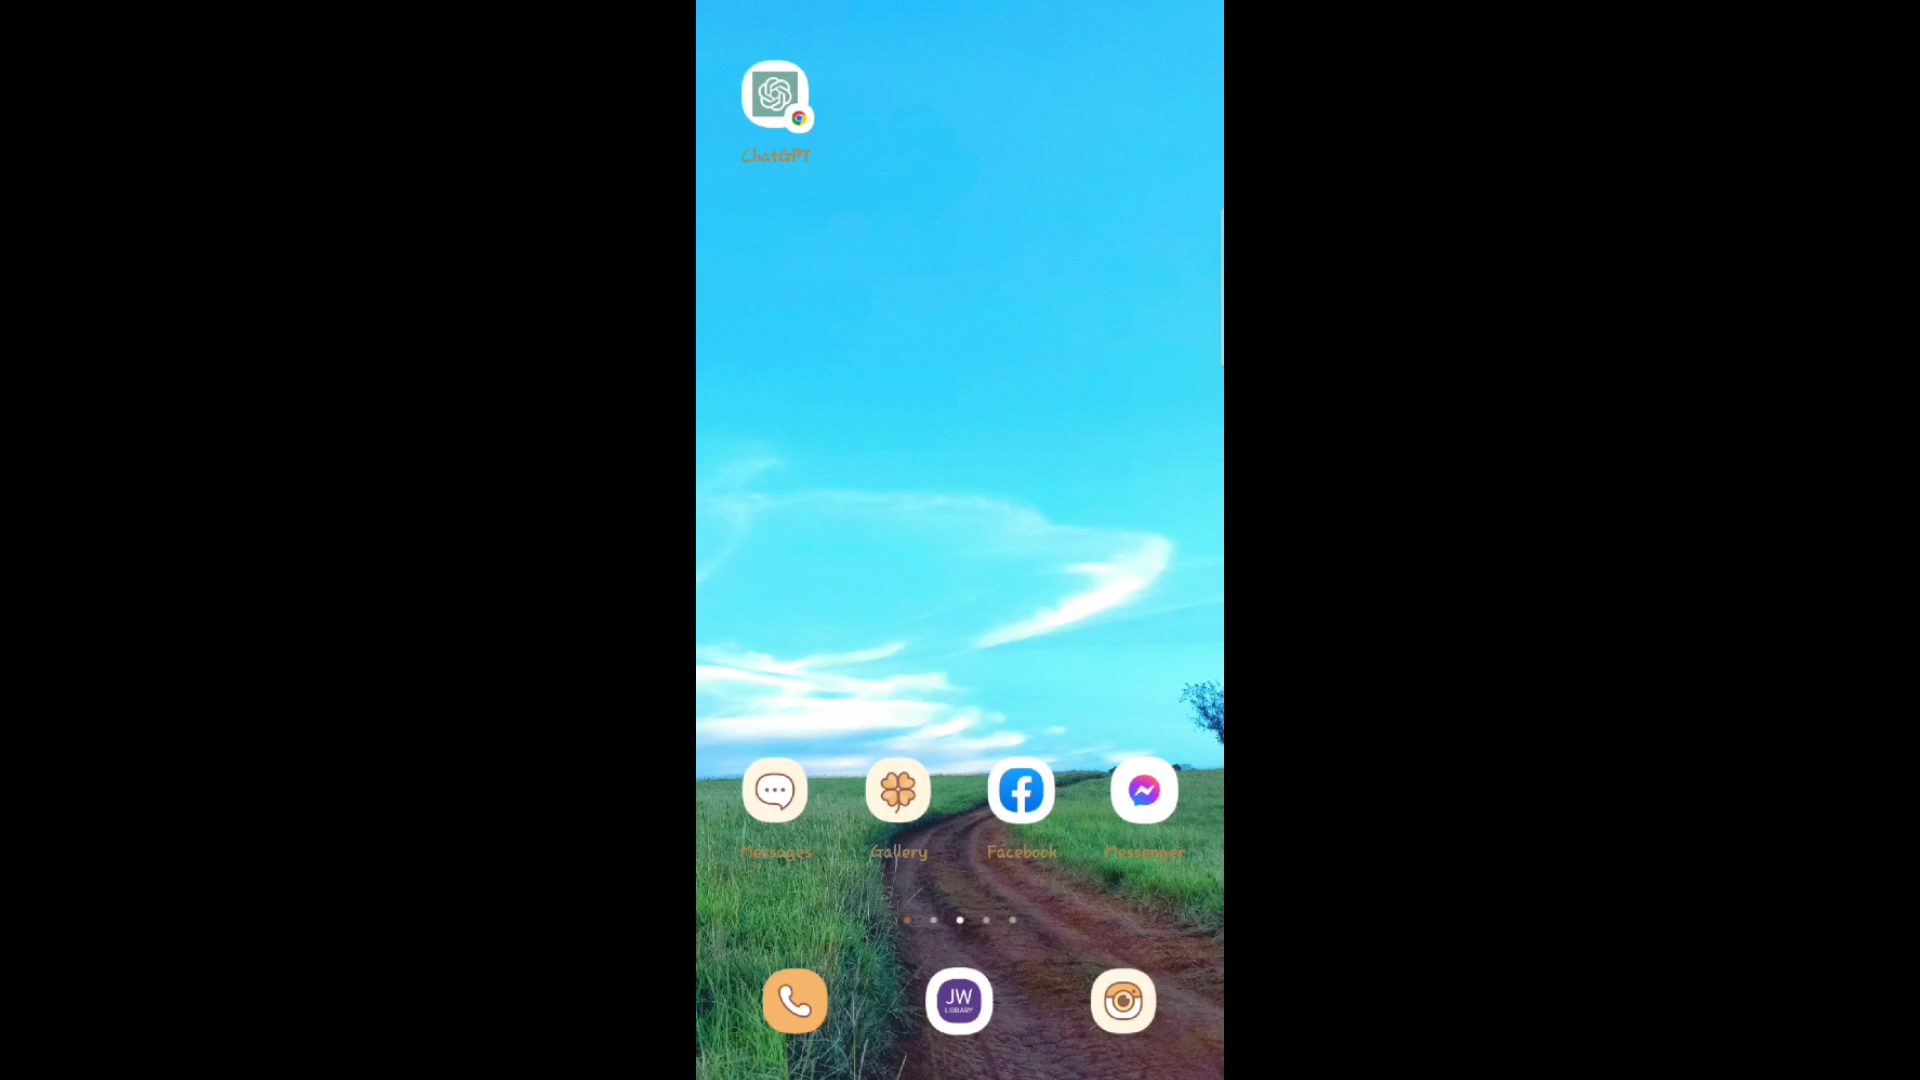 ChatGPT
Messages
Gallery
Facebook
Messenger
JW
LIBRARY